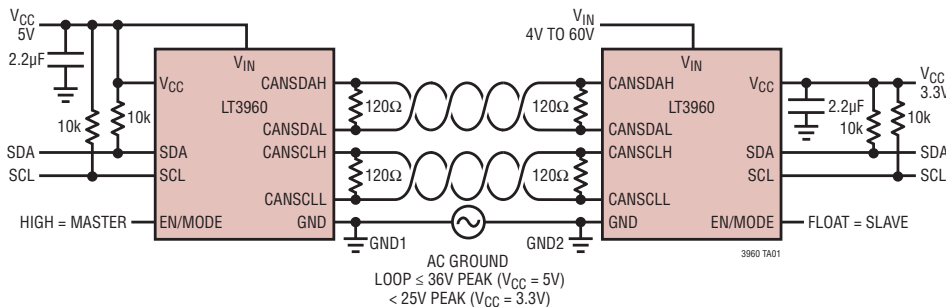 VCC
5V
2.2µF
10k
10k
SDA
SCL
HIGH = MASTER
VIN
VCC
LT3960
SDA
SCL
EN/MODE
CANSDAH
CANSDAL
CANSCLH
CANSCLL
GND
120Ω
120Ω
GND1
AC GROUND
LOOP ≤ 36V PEAK (VCC = 5V)
< 25V PEAK (VCC = 3.3V)
120Ω
120Ω
GND2
VIN
4V TO 60V
VIN
CANSDAH
LT3960
CANSDAL
CANSCLH
CANSCLL
GND
VCC
SDA
SCL
EN/MODE
VCC
3.3V
2.2µF
10k
10k
SDA
SCL
FLOAT = SLAVE
3960 TA01